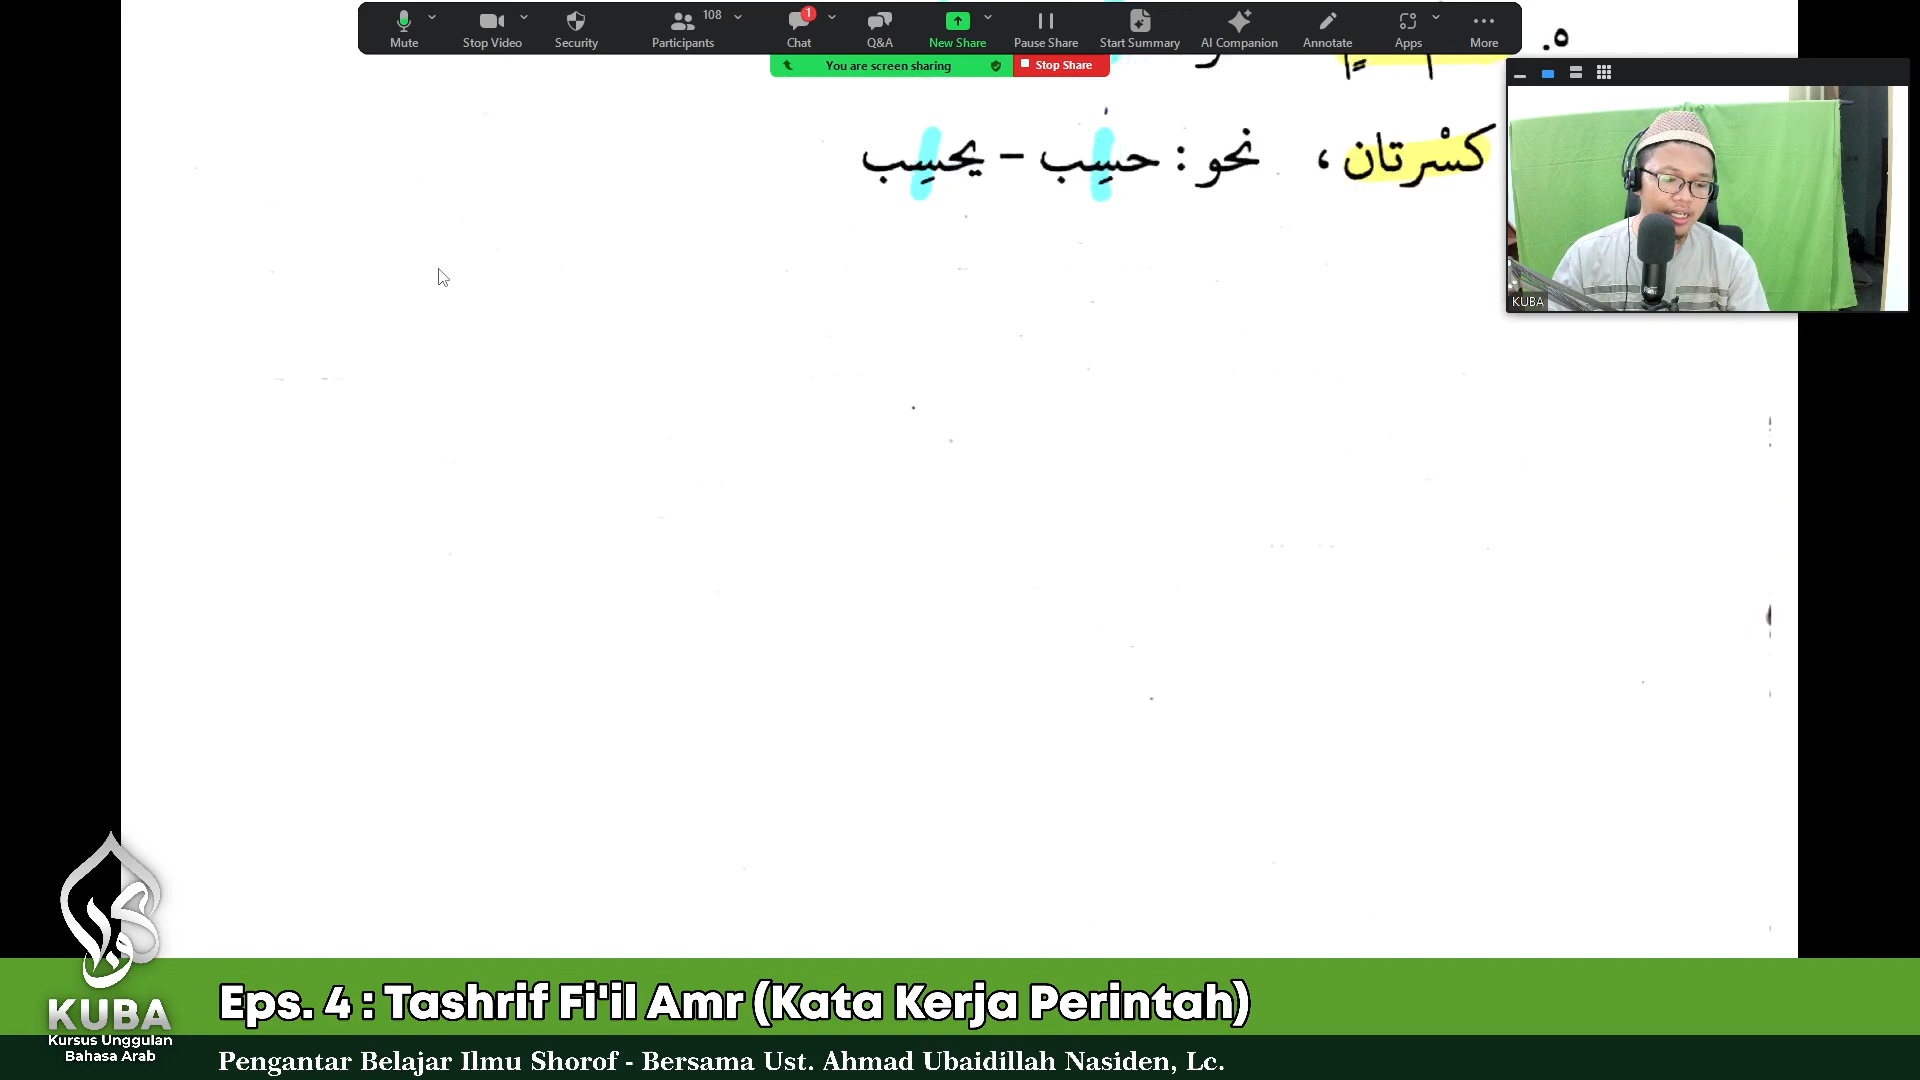 Mute
Stop Video
Security
Participants
108
Chat
1
Q&A
New Share
Pause Share
Start Summary
AI Companion
Annotate
Apps
More
You are screen sharing
Stop Share
٥.
كسْرتان ، نحو : حسِب – يحسِب
KUBA
KUBA
Kursus Unggulan
Bahasa Arab
Eps. 4 : Tashrif Fi'il Amr (Kata Kerja Perintah)
Pengantar Belajar Ilmu Shorof - Bersama Ust. Ahmad Ubaidillah Nasiden, Lc.